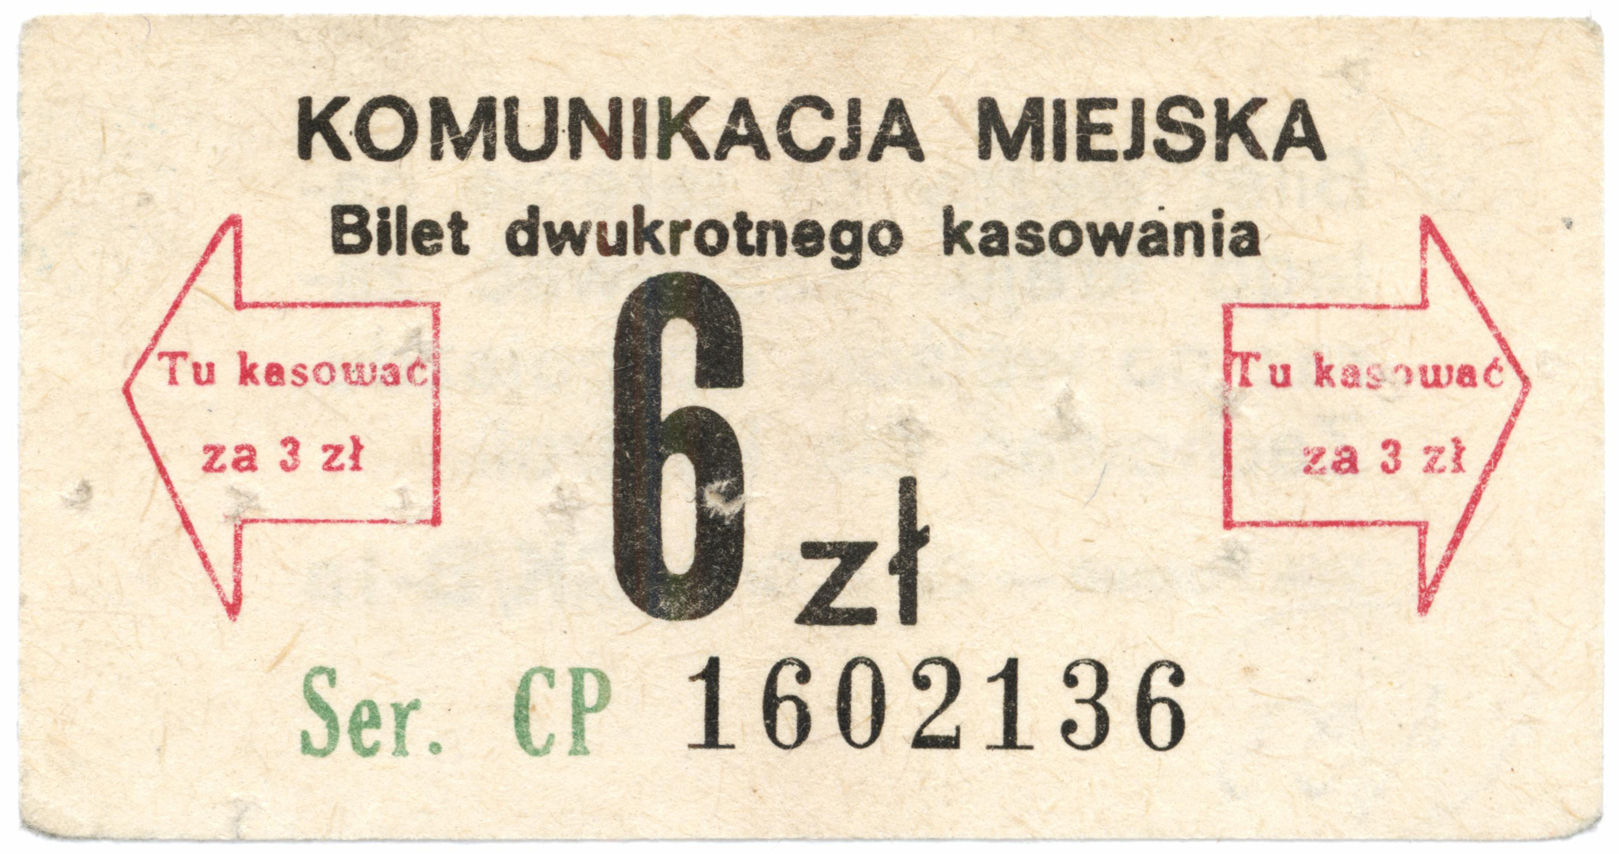 KOMUNIKACJA MIEJSKA
Bilet dwukrotnego kasowania
Tu kasować
za 3 zł
6 zł
Tu kasować
za 3 zł
Ser. CP 1602136